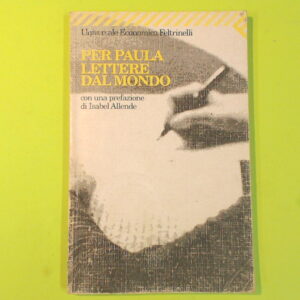 Universale Economica Feltrinelli
PER PAULA
LETTERE
DAL MONDO
con una prefazione
di Isabel Allende